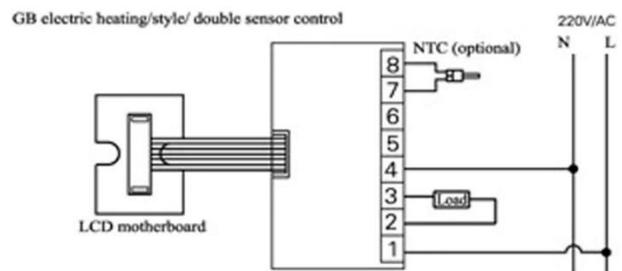 GB electric heating/style/ double sensor control
220V/AC
N L
NTC (optional)
8
7
6
5
4
3 Load
2
1
LCD motherboard